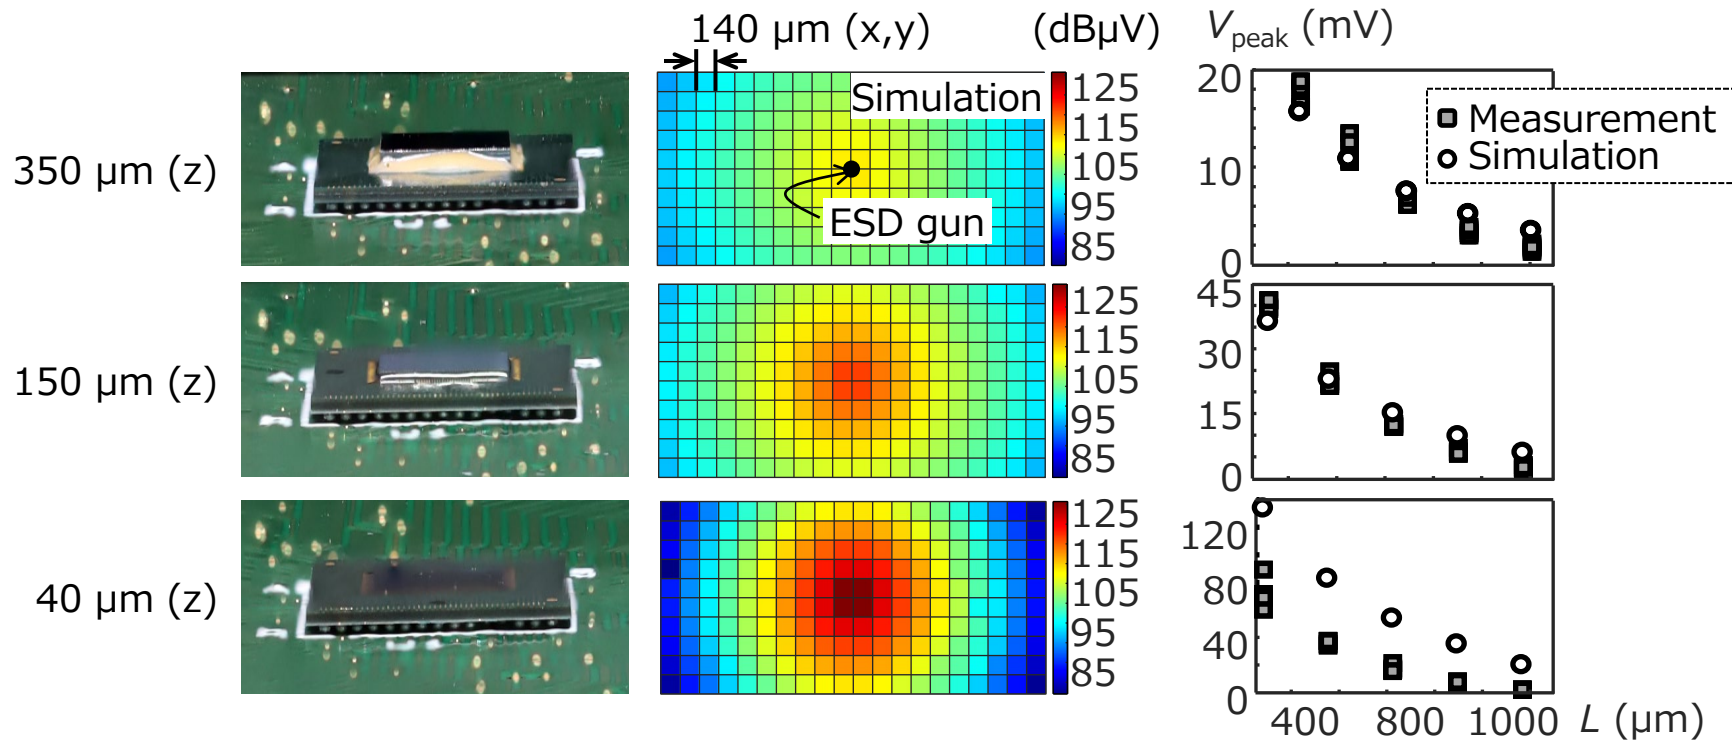 140 μm (x,y)
(dBμV)
V peak (mV)
350 μm (z)
Simulation
ESD gun
125
115
105
95
85
20
10
0
Measurement
Simulation
150 μm (z)
125
115
105
95
85
45
30
15
0
40 μm (z)
125
115
105
95
85
120
80
40
0
400 800 1000 L (μm)